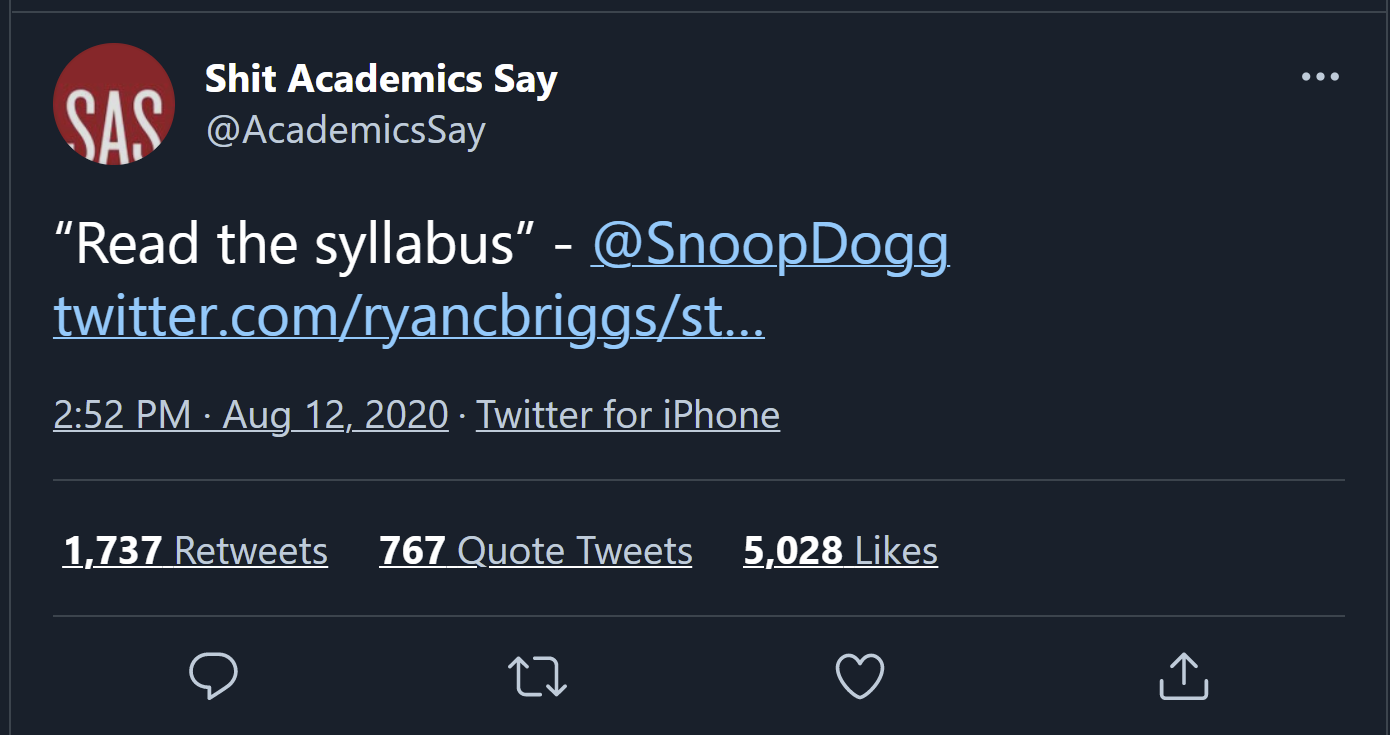 SAS
Shit Academics Say
@AcademicsSay
“Read the syllabus” - @SnoopDogg
twitter.com/ryancbriggs/st...
2:52 PM · Aug 12, 2020 · Twitter for iPhone
1,737 Retweets 767 Quote Tweets 5,028 Likes